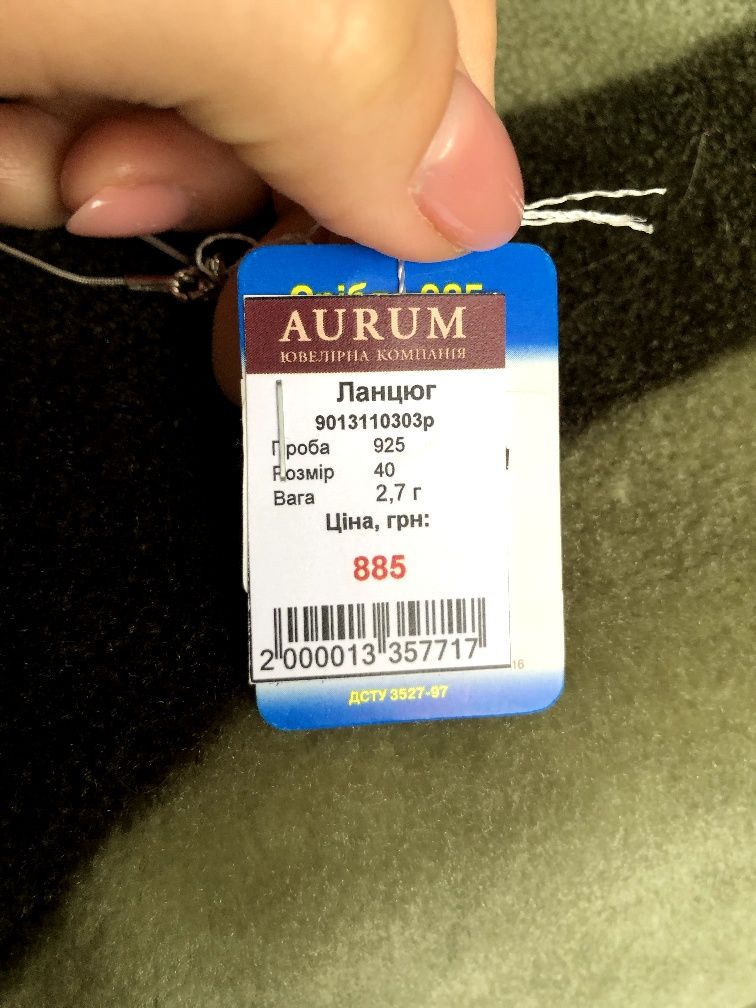 AURUM
ЮВЕЛІРНА КОМПАНІЯ
Ланцюг
9013110303р
Проба 925
Розмір 40
Вага 2,7 г
Ціна, грн:
885
2 000013 357717
16
ДСТУ 3527-97